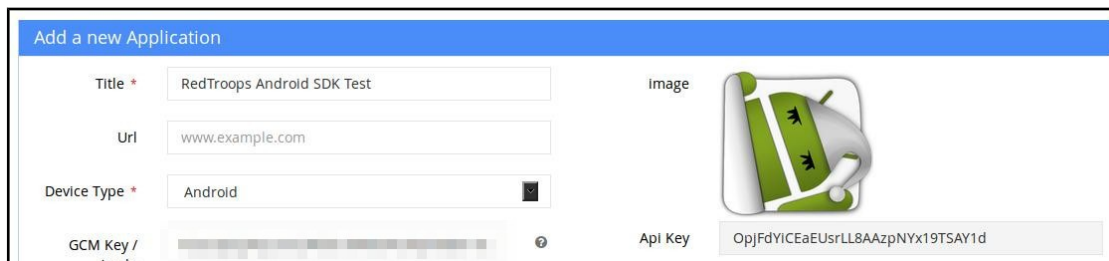 Add a new Application
Title *
RedTroops Android SDK Test
Image
Url
www.example.com
Device Type *
Android
GCM Key /
Api Key
OpjFdYiCEaEUsrLL8AAzpNYx19TSAY1d